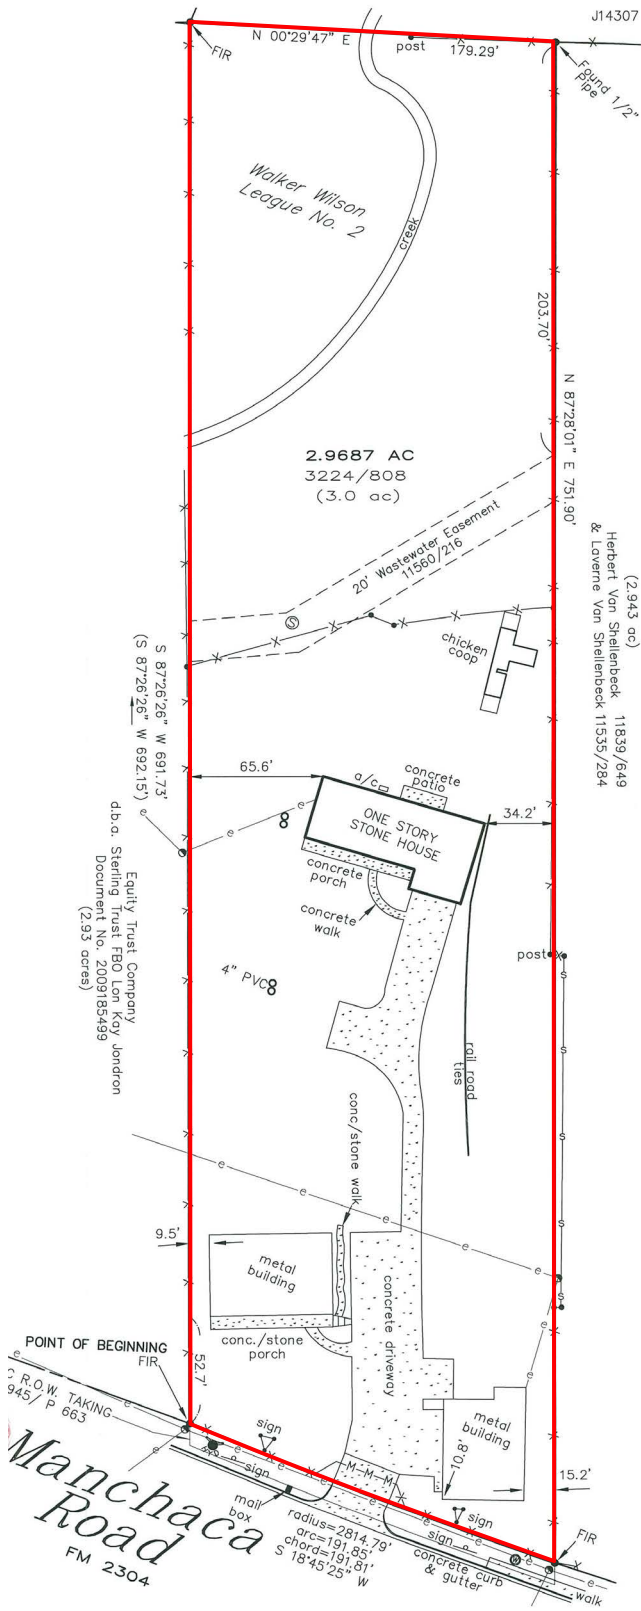 J14307
N 00°29'47" E
post
179.29'
FIR
Found 1/2"
Pipe
Walker Wilson
League No. 2
creek
203.70'
N 87°28'01" E 751.90'
2.9687 AC
3224/808
(3.0 ac)
20' Wastewater Easement
11560/216
S
(2.943 ac)
Herbert Van Shellenbeck 11839/649
& Laverne Van Shellenbeck 11535/284
chicken
coop
S 87°26'26" W 691.73'
(S 87°26'26" W 692.15')
65.6'
a/c
concrete
patio
34.2'
ONE STORY
STONE HOUSE
concrete
porch
concrete
walk
Equity Trust Company
d.b.a. Sterling Trust FBO Lon Kay Jondron
Document No. 2009185499
(2.93 acres)
post
4" PVC
rail road
ties
conc/stone walk
9.5'
metal
building
conc./stone
porch
concrete driveway
POINT OF BEGINNING
FIR
52.7'
C R.O.W. TAKING
945/ P 663
sign
sign
metal
building
10.8'
15.2'
Manchaca
Road
FM 2304
mail
box
radius=2814.79'
arc=191.85'
chord=191.81'
S 18°45'25" W
sign
sign
concrete curb
& gutter
FIR
walk